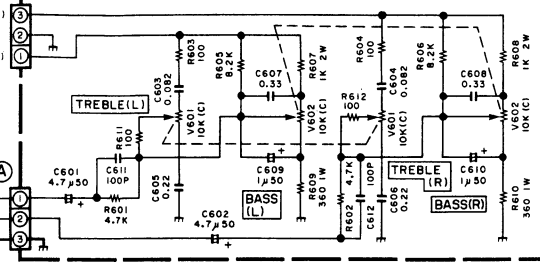 3
2
1
R603
100
R605
8.2K
R607
1K 2W
R604
100
R606
8.2K
R608
1K 2W
C603
0.082
C607
0.33
C604
0.082
C608
0.33
TREBLE(L)
R611
100
V601
10K(C)
V602
10K(C)
R612
100
V601
10K(C)
V602
10K(C)
A
C601
4.7µ50
C611
100P
C605
0.22
C609
1µ50
R609
360 1W
4.7K
R602
100P
C612
C606
0.22
TREBLE
(R)
C610
1µ50
R610
360 1W
BASS
(L)
BASS(R)
R601
4.7K
C602
4.7µ50
1
2
3